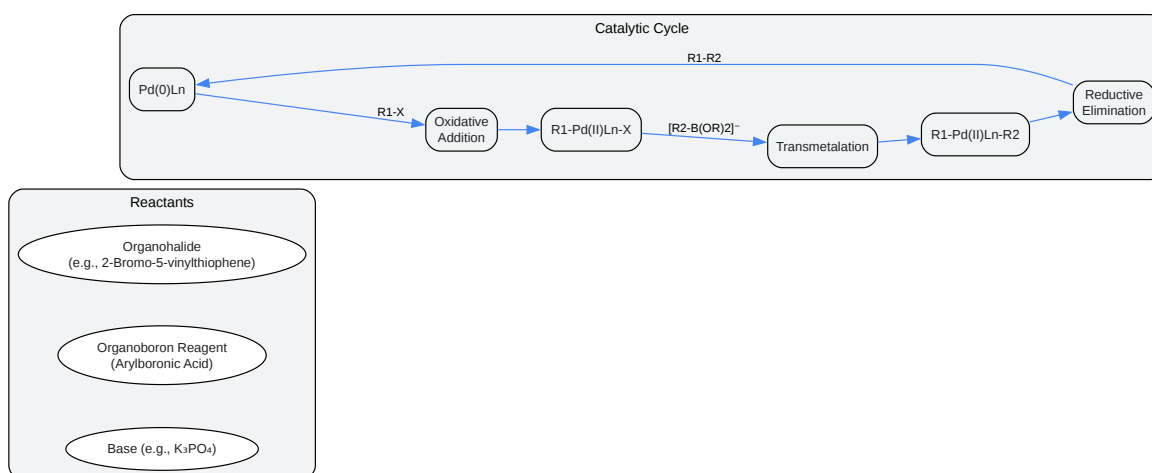 Catalytic Cycle
R1-R2
Pd(0)Ln
R1-X
Oxidative
Addition
R1-Pd(II)Ln-X
[R2-B(OR)2]⁻
Transmetalation
R1-Pd(II)Ln-R2
Reductive
Elimination
Reactants
Organohalide
(e.g., 2-Bromo-5-vinylthiophene)
Organoboron Reagent
(Arylboronic Acid)
Base (e.g., K₃PO₄)